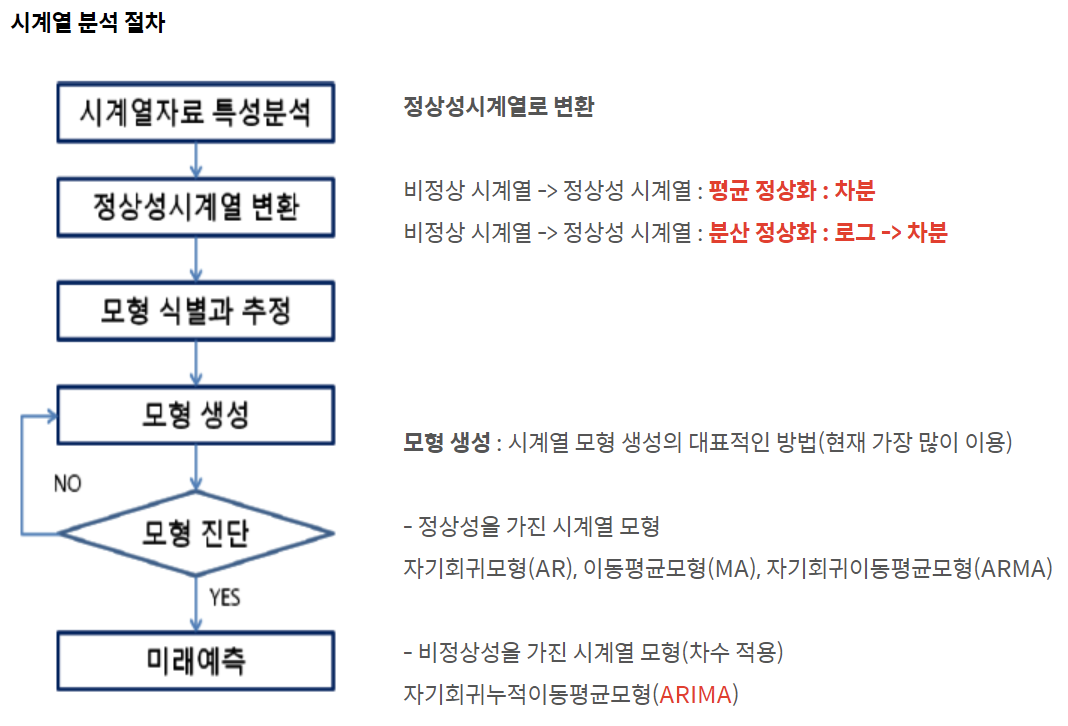 시계열 분석 절차
시계열자료 특성분석
정상성시계열 변환
모형 식별과 추정
모형 생성
NO
모형 진단
YES
미래예측
정상성시계열로 변환
비정상 시계열 -> 정상성 시계열 : 평균 정상화 : 차분
비정상 시계열 -> 정상성 시계열 : 분산 정상화 : 로그 -> 차분
모형 생성 : 시계열 모형 생성의 대표적인 방법(현재 가장 많이 이용)
- 정상성을 가진 시계열 모형
자기회귀모형(AR), 이동평균모형(MA), 자기회귀이동평균모형(ARMA)
- 비정상성을 가진 시계열 모형(차수 적용)
자기회귀누적이동평균모형(ARIMA)